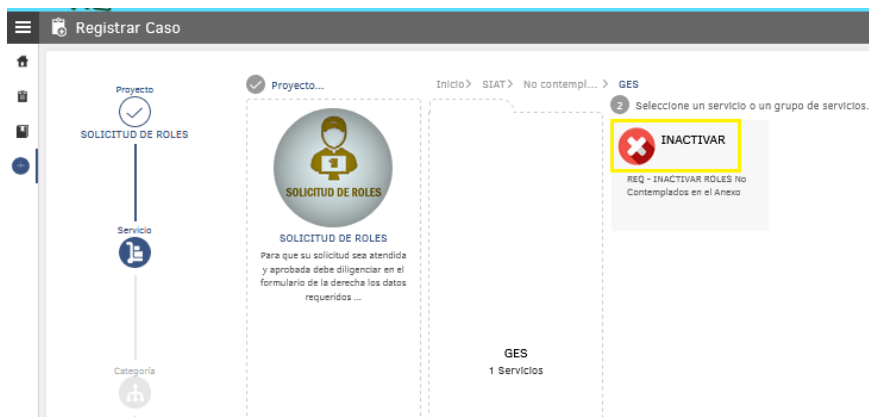 Registrar Caso
Proyecto
SOLICITUD DE ROLES
Servicio
Categoría
Proyecto...
SOLICITUD DE ROLES
SOLICITUD DE ROLES
Para que su solicitud sea atendida
y aprobada debe diligenciar en el
formulario de la derecha los datos
requeridos ...
Inicio> SIAT> No contempl... > GES
GES
1 Servicios
2 Seleccione un servicio o un grupo de servicios.
INACTIVAR
REQ - INACTIVAR ROLES No
Contemplados en el Anexo